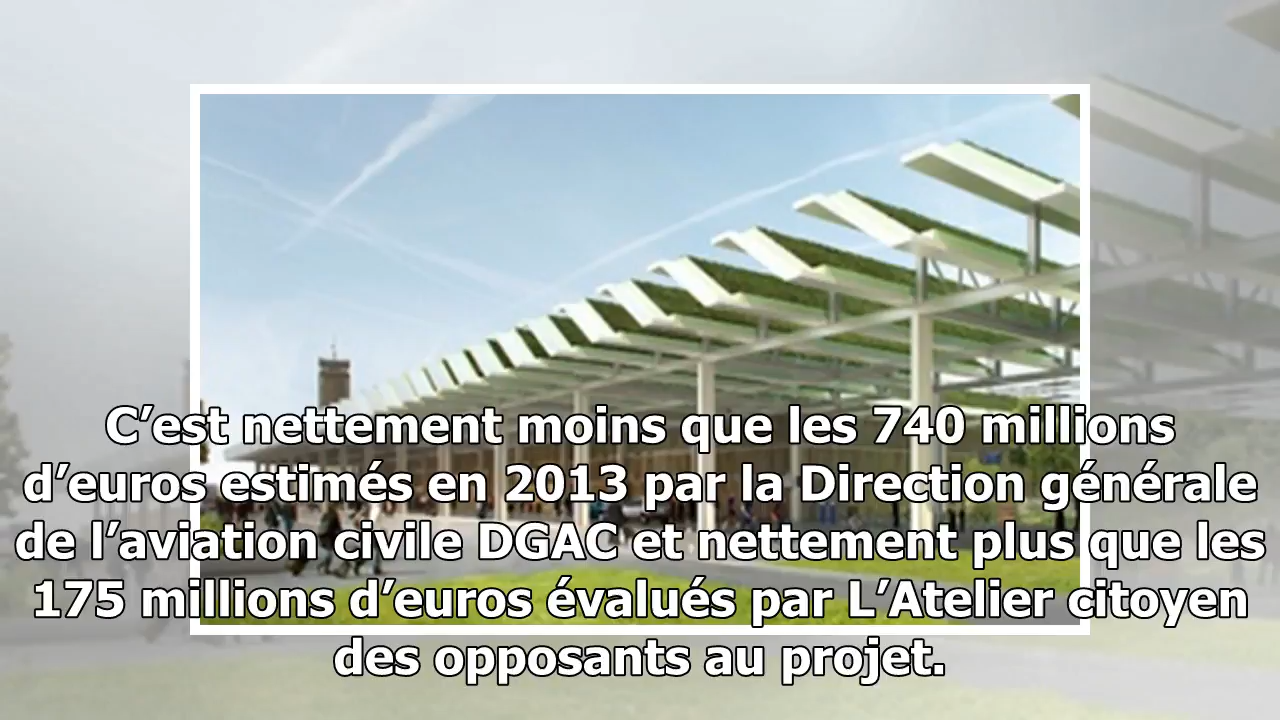 C’est nettement moins que les 740 millions
d’euros estimés en 2013 par la Direction générale
de l’aviation civile DGAC et nettement plus que les
175 millions d’euros évalués par L’Atelier citoyen
des opposants au projet.